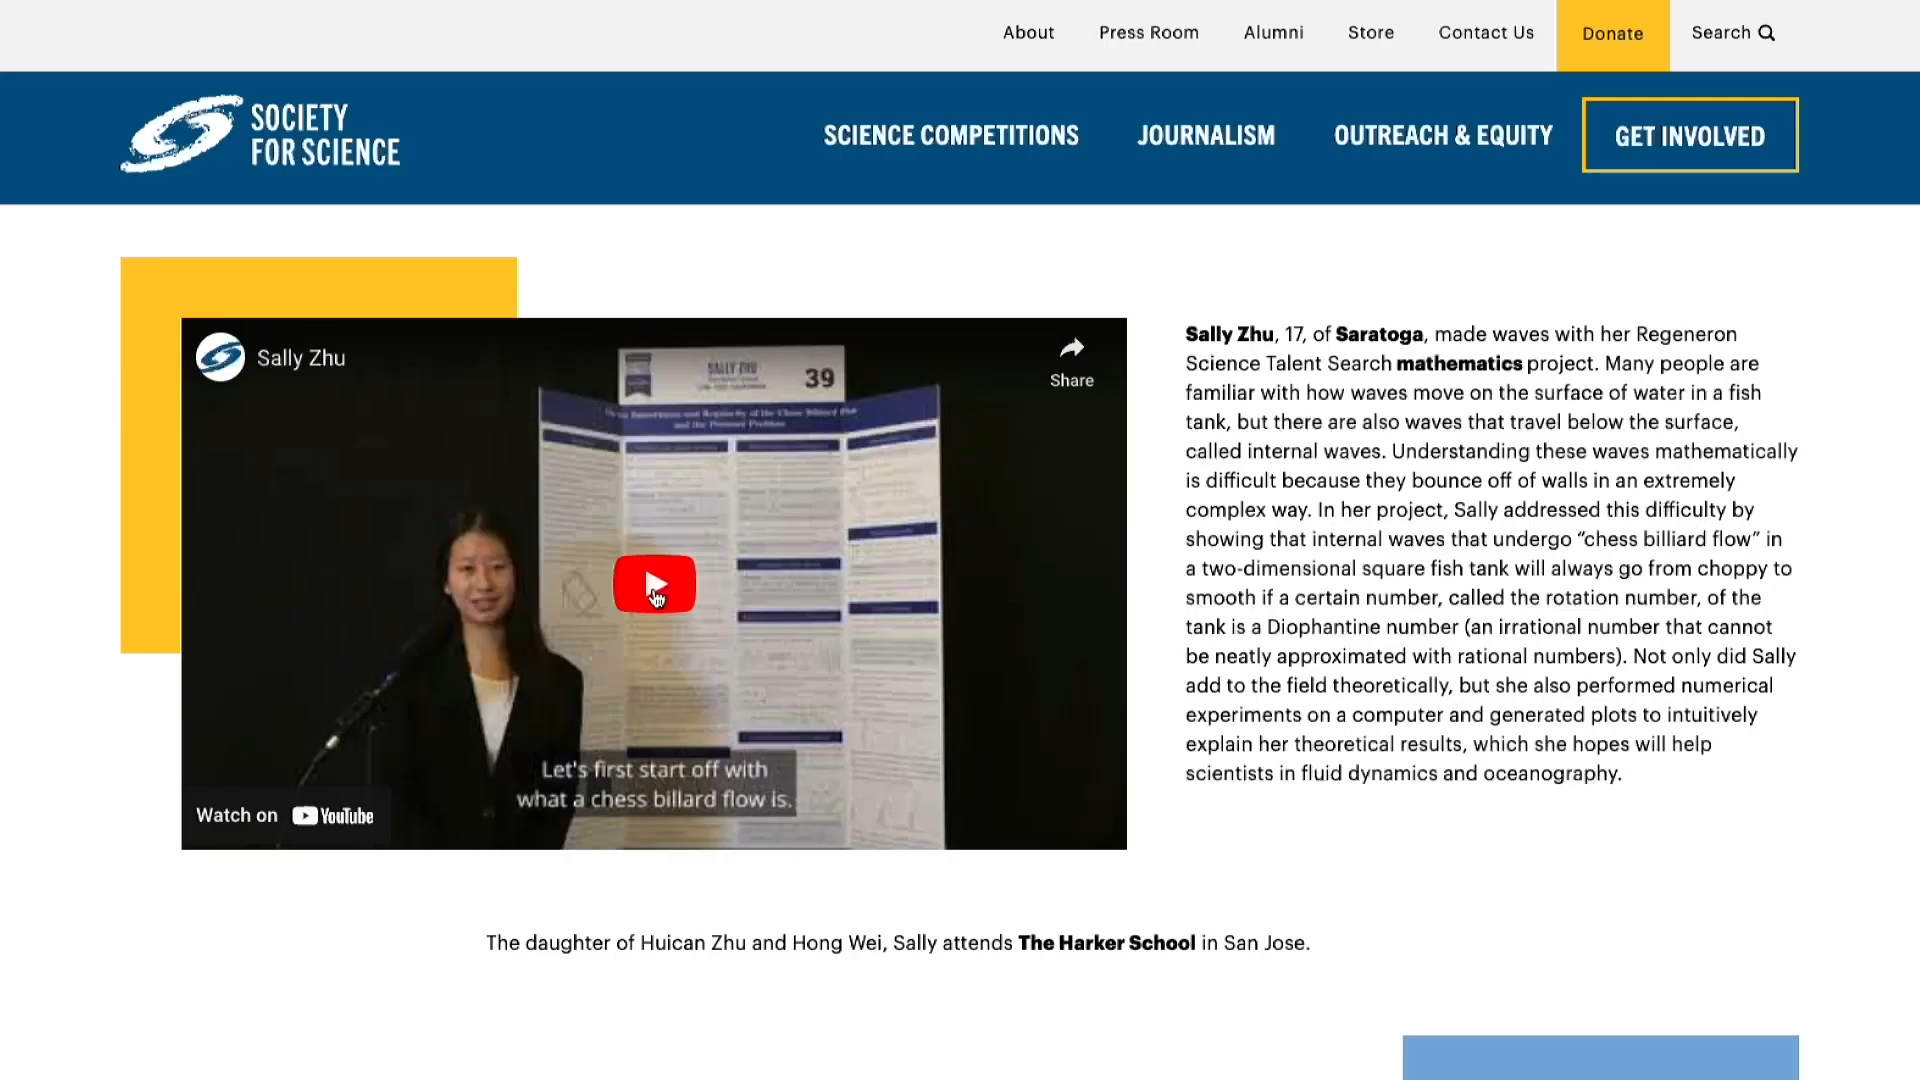 About Press Room Alumni Store Contact Us Donate Search
SOCIETY
FOR SCIENCE
SCIENCE COMPETITIONS JOURNALISM OUTREACH & EQUITY GET INVOLVED
Sally Zhu
Share
SALLY ZHU
39
and the Poincaré Problem
Let's first start off with
what a chess billard flow is.
Watch on YouTube
Sally Zhu, 17, of Saratoga, made waves with her Regeneron
Science Talent Search mathematics project. Many people are
familiar with how waves move on the surface of water in a fish
tank, but there are also waves that travel below the surface,
called internal waves. Understanding these waves mathematically
is difficult because they bounce off of walls in an extremely
complex way. In her project, Sally addressed this difficulty by
showing that internal waves that undergo “chess billiard flow” in
a two-dimensional square fish tank will always go from choppy to
smooth if a certain number, called the rotation number, of the
tank is a Diophantine number (an irrational number that cannot
be neatly approximated with rational numbers). Not only did Sally
add to the field theoretically, but she also performed numerical
experiments on a computer and generated plots to intuitively
explain her theoretical results, which she hopes will help
scientists in fluid dynamics and oceanography.
The daughter of Huican Zhu and Hong Wei, Sally attends The Harker School in San Jose.